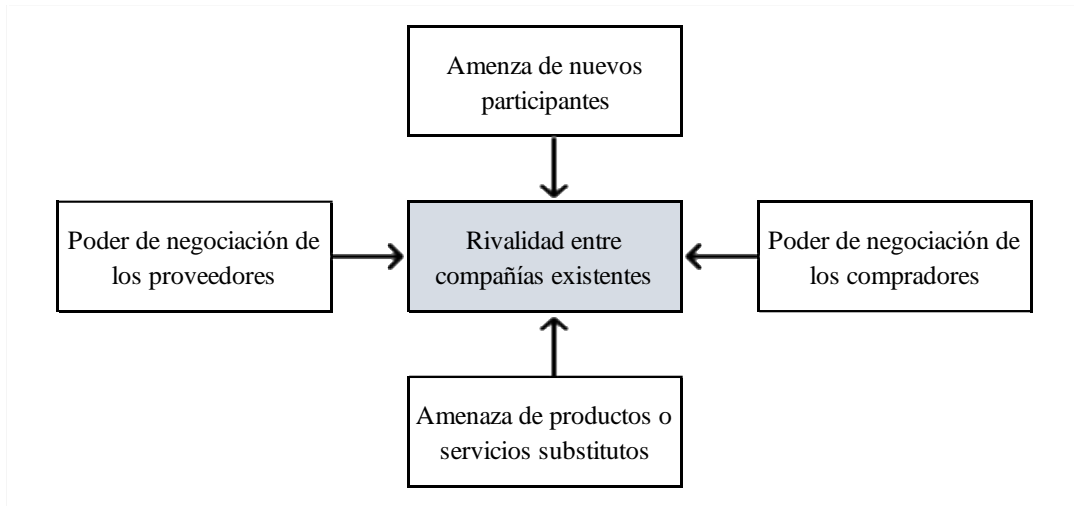 Amenza de nuevos
participantes
Poder de negociación de
los proveedores
Rivalidad entre
compañías existentes
Poder de negociación de
los compradores
Amenaza de productos o
servicios substitutos